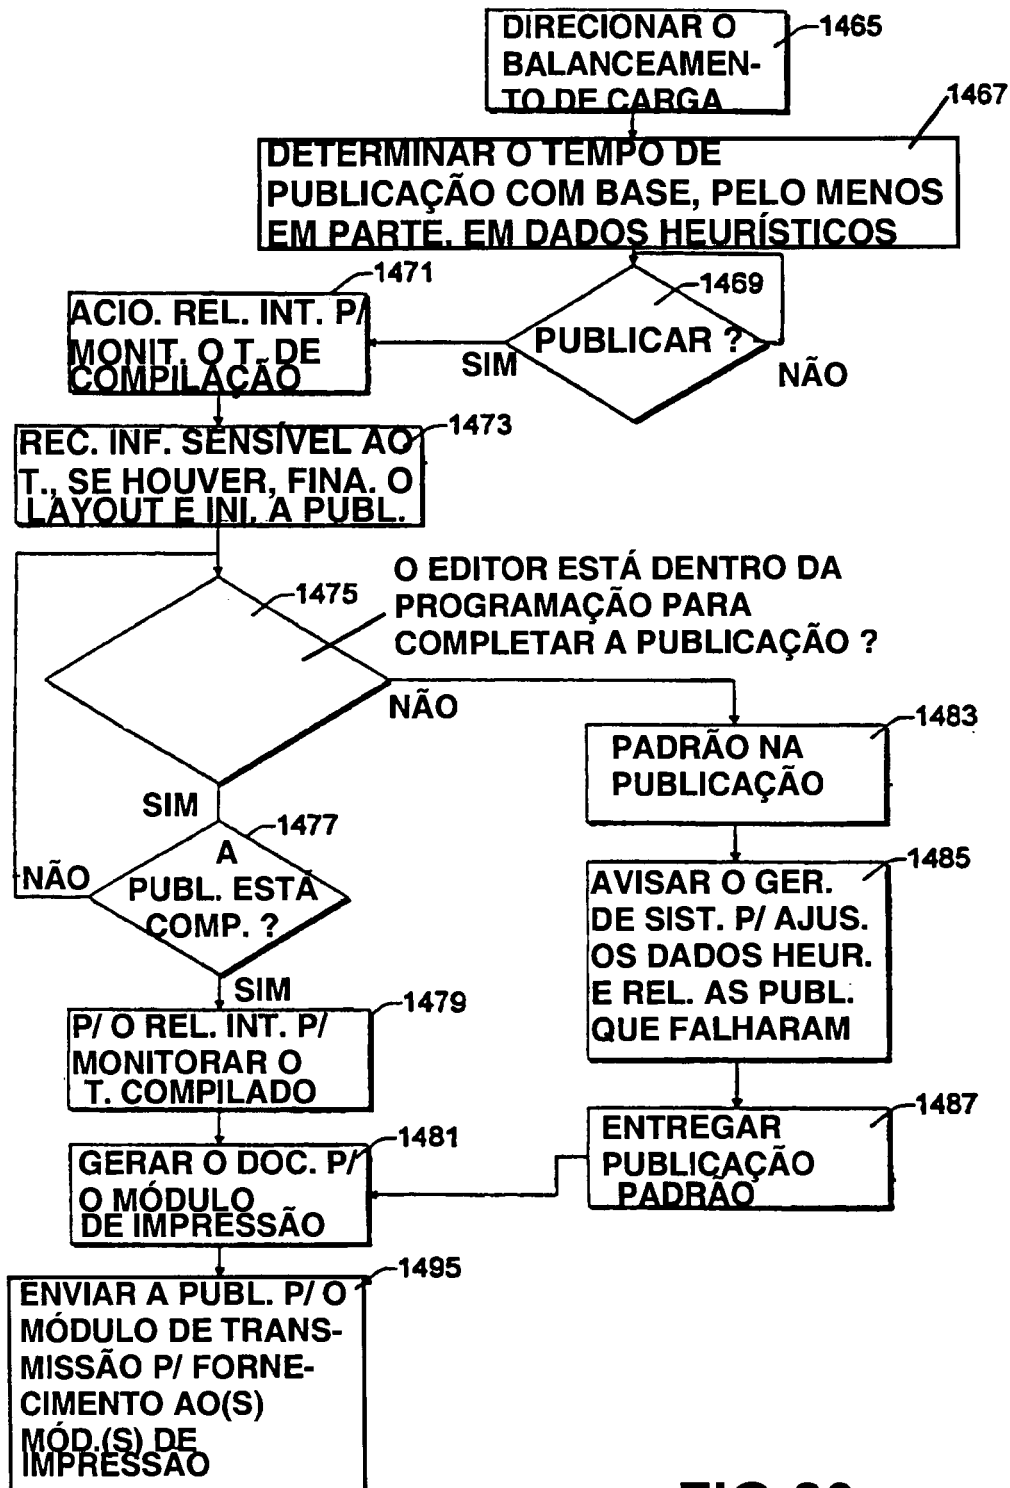 DIRECIONAR O
BALANCEAMEN-
TO DE CARGA
1465
1467
DETERMINAR O TEMPO DE
PUBLICAÇÃO COM BASE, PELO MENOS
EM PARTE, EM DADOS HEURÍSTICOS
1469
PUBLICAR ?
SIM
NÃO
1471
ACIO. REL. INT. P/
MONIT. O T. DE
COMPILAÇÃO
1473
REC. INF. SENSÍVEL AO
T., SE HOUVER, FINA. O
LAYOUT E INI. A PUBL.
1475
O EDITOR ESTÁ DENTRO DA
PROGRAMAÇÃO PARA
COMPLETAR A PUBLICAÇÃO ?
NÃO
SIM
1477
A
PUBL. ESTÁ
COMP. ?
NÃO
SIM
1479
P/ O REL. INT. P/
MONITORAR O
T. COMPILADO
1481
GERAR O DOC. P/
O MÓDULO
DE IMPRESSÃO
1483
PADRÃO NA
PUBLICAÇÃO
1485
AVISAR O GER.
DE SIST. P/ AJUS.
OS DADOS HEUR.
E REL. AS PUBL.
QUE FALHARAM
1487
ENTREGAR
PUBLICAÇÃO
PADRÃO
1495
ENVIAR A PUBL. P/ O
MÓDULO DE TRANS-
MISSÃO P/ FORNE-
CIMENTO AO(S)
MÓD.(S) DE
IMPRESSÃO